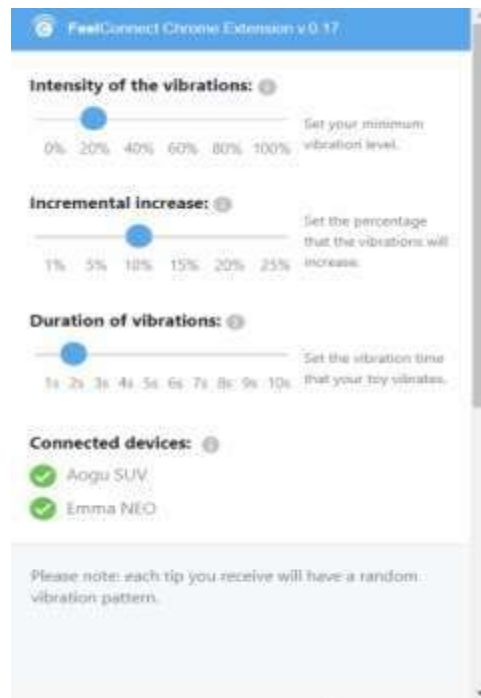 FeelConnect Chrome Extension v 0.17
Intensity of the vibrations:
Set your minimum
vibration level.
0% 20% 40% 60% 80% 100%
Incremental increase:
Set the percentage
that the vibrations will
increase.
1% 5% 10% 15% 20% 25%
Duration of vibrations:
Set the vibration time
that your toy vibrates.
1s 2s 3s 4s 5s 6s 7s 8s 9s 10s
Connected devices:
Aogu SUV
Emma NEO
Please note: each tip you receive will have a random
vibration pattern.